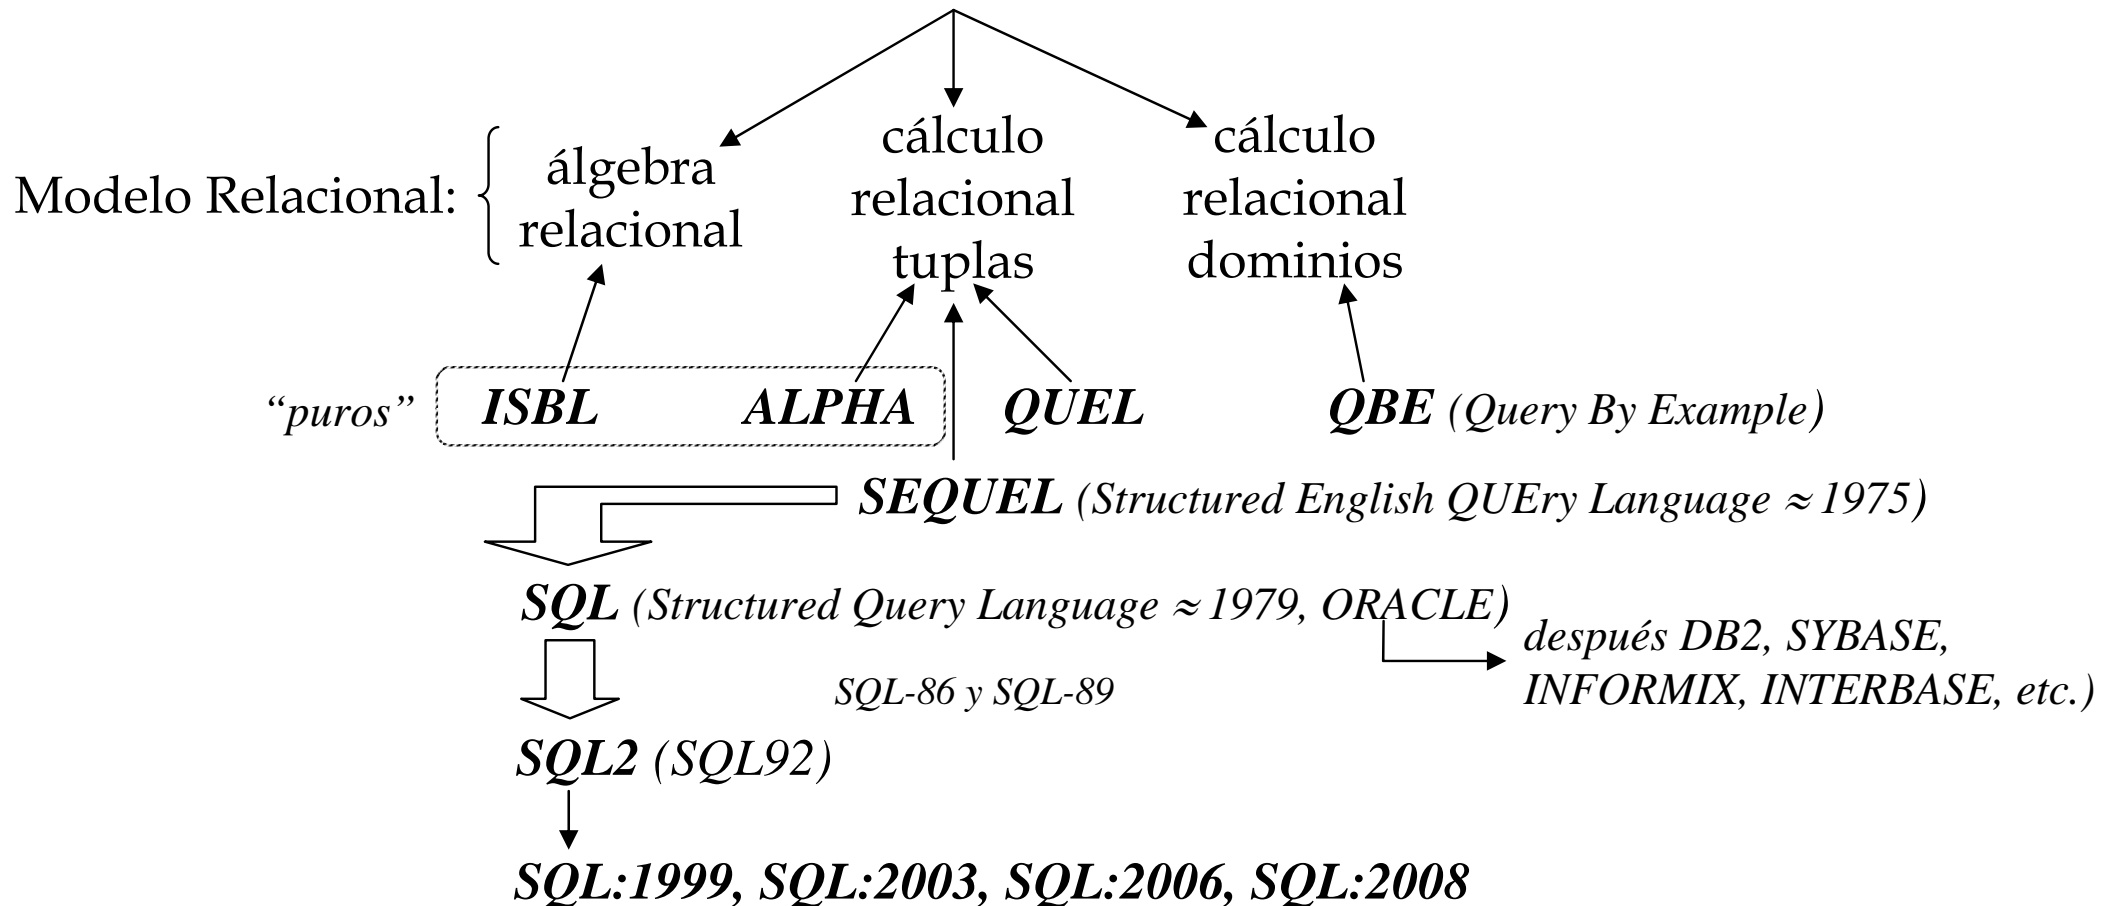 Modelo Relacional:
álgebra
relacional
cálculo
relacional
tuplas
cálculo
relacional
dominios
“puros”
ISBL
ALPHA
QUEL
QBE (Query By Example)
SEQUEL (Structured English QUEry Language ≈ 1975)
SQL (Structured Query Language ≈ 1979, ORACLE)
después DB2, SYBASE,
INFORMIX, INTERBASE, etc.)
SQL-86 y SQL-89
SQL2 (SQL92)
SQL:1999, SQL:2003, SQL:2006, SQL:2008